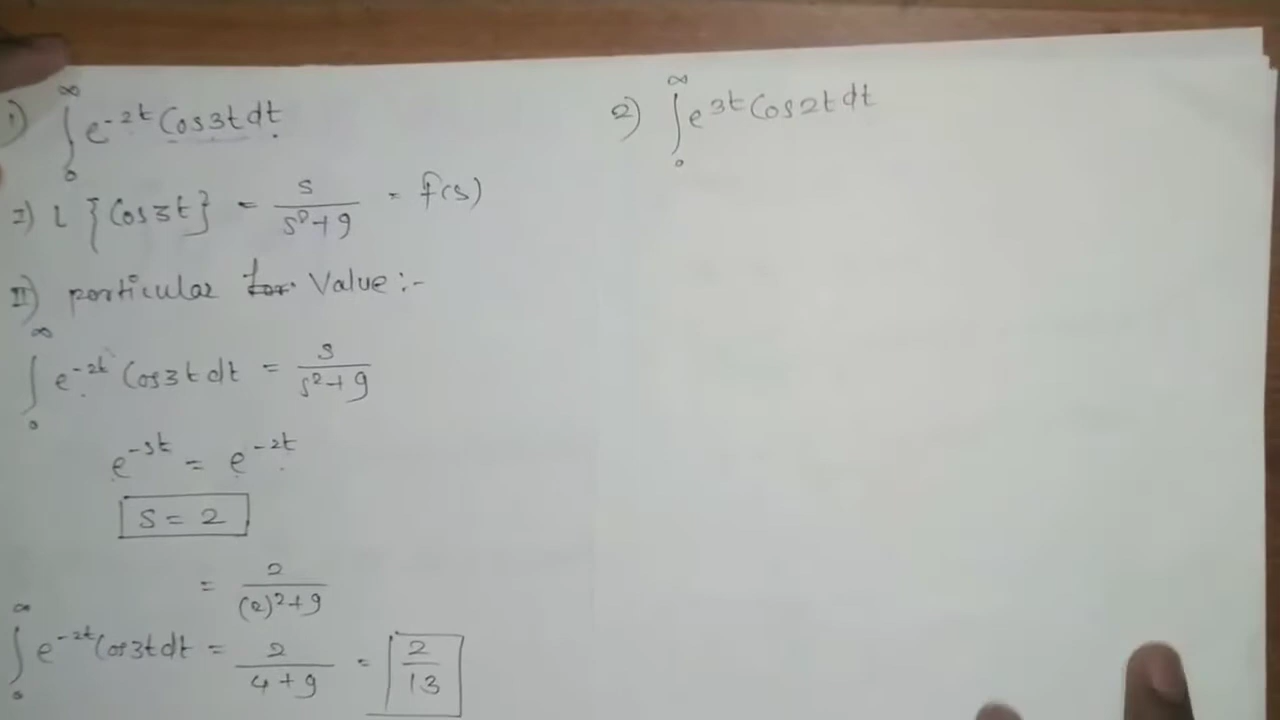 1) ∫₀^∞ e^{-2t} Cos3t dt
I) L {Cos3t} = s/(s²+9) = f(s)
II) particular for Value :-
∫₀^∞ e^{-2t} Cos3t dt = s/(s²+9)
e^{-st} = e^{-2t}
s = 2
= 2/((2)²+9)
∫₀^∞ e^{-2t} Cos3t dt = 2/(4+9) = 2/13
2) ∫₀^∞ e^{3t} Cos2t dt